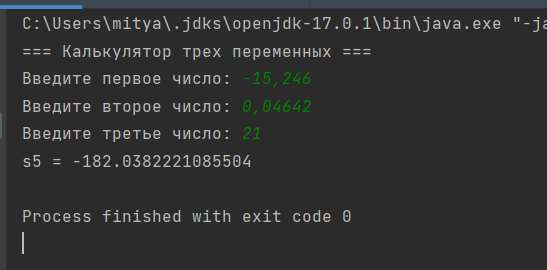 C:\Users\mitya\.jdks\openjdk-17.0.1\bin\java.exe "-ja
=== Калькулятор трех переменных ===
Введите первое число: -15,246
Введите второе число: 0,04642
Введите третье число: 21
s5 = -182.0382221085504
Process finished with exit code 0